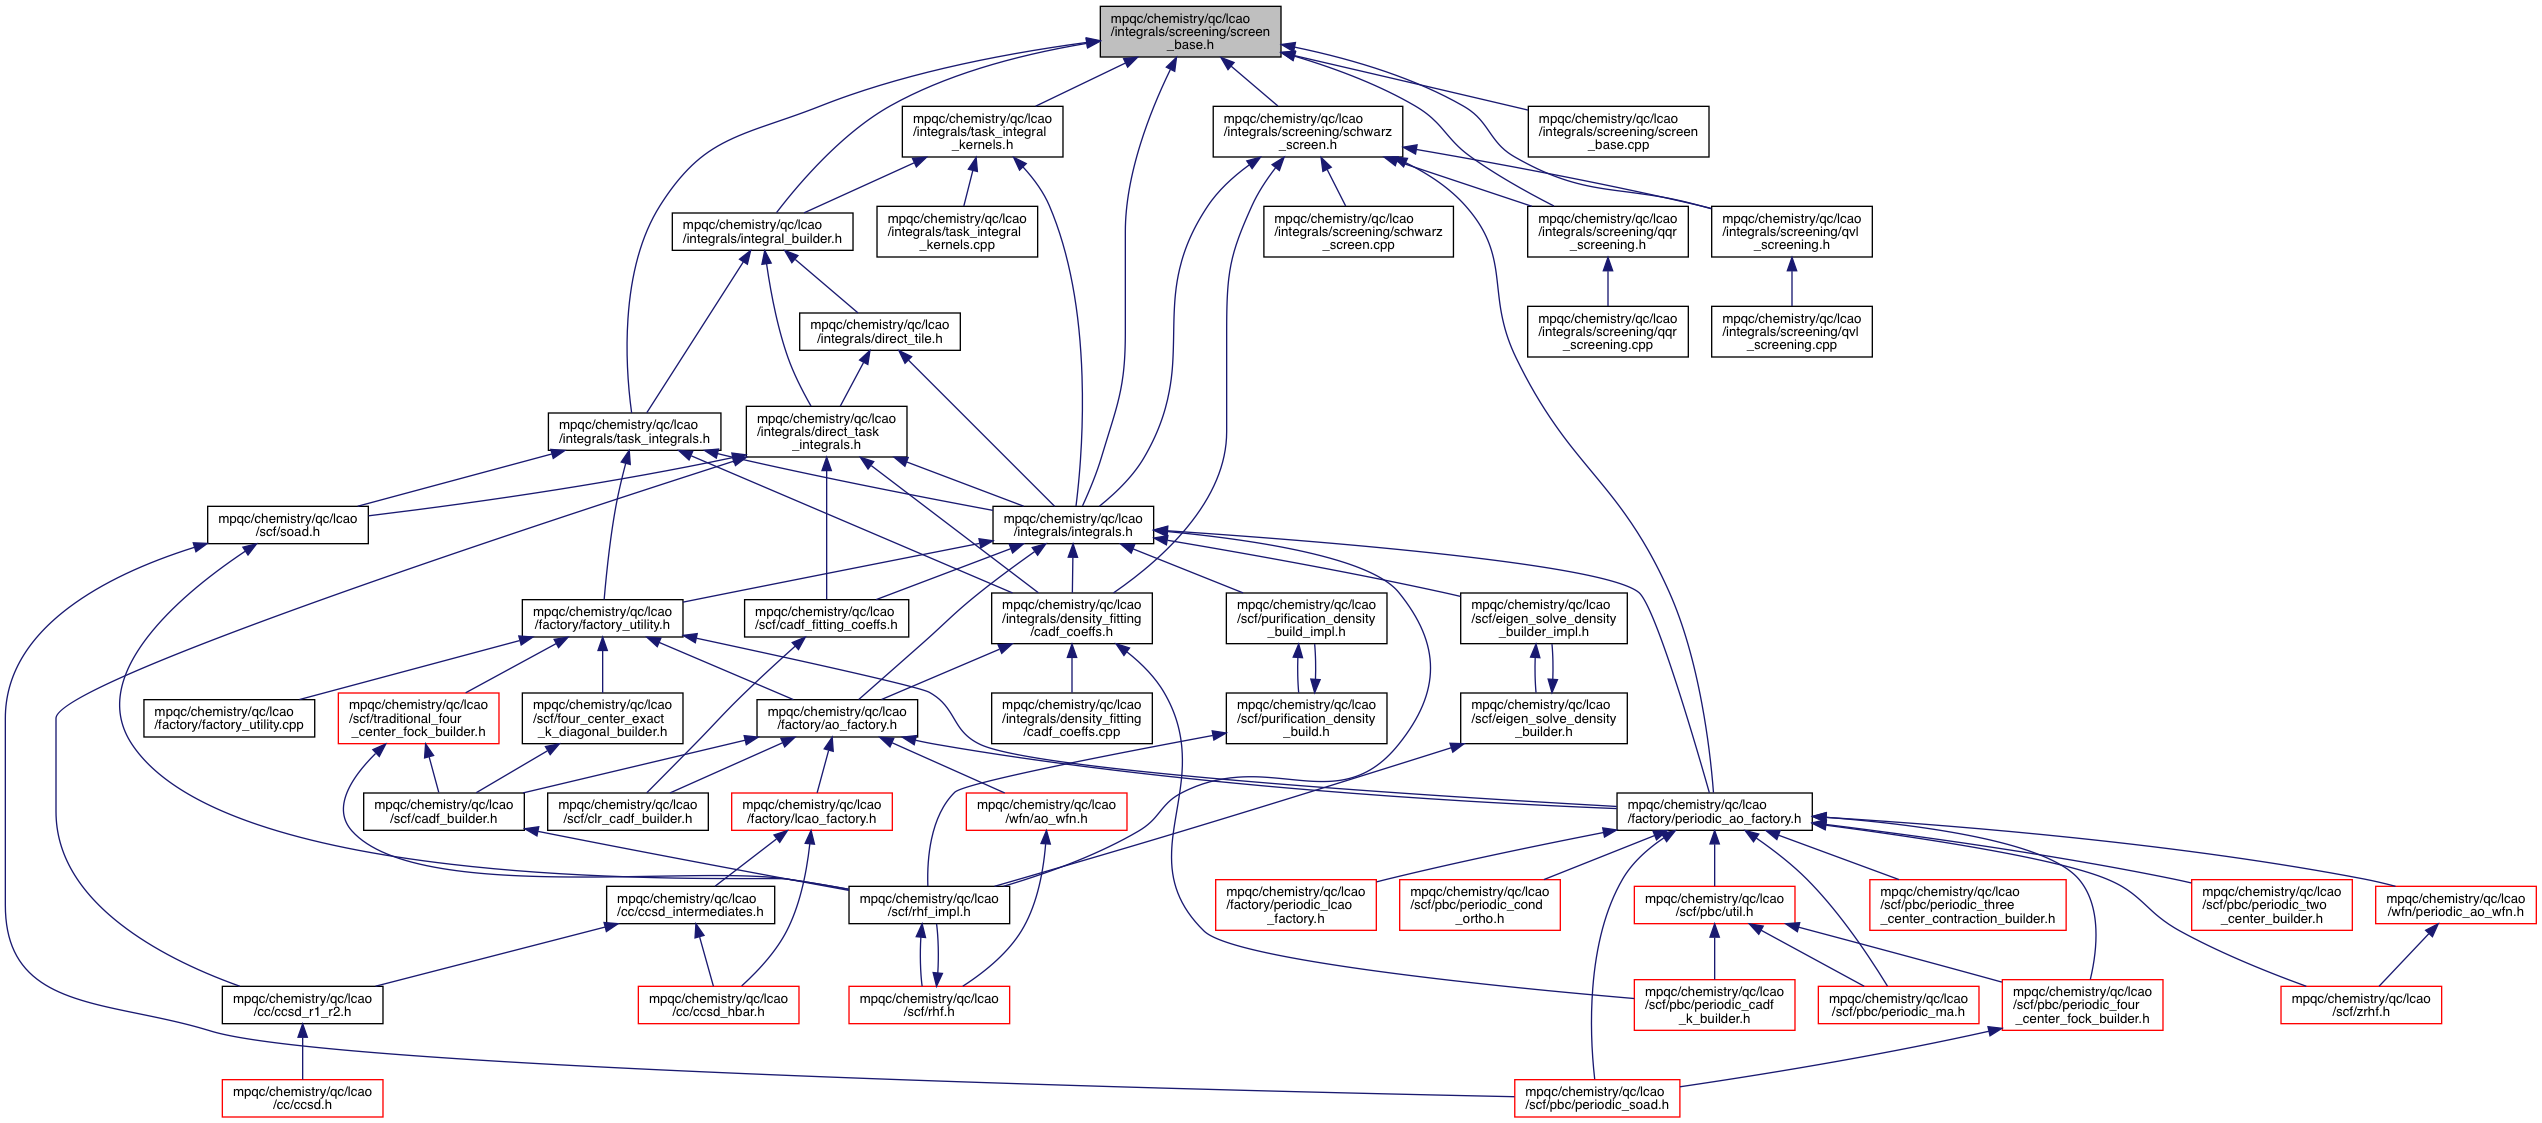 mpqc/chemistry/qc/lcao
/integrals/screening/screen
_base.h
mpqc/chemistry/qc/lcao
/integrals/task_integral
_kernels.h
mpqc/chemistry/qc/lcao
/integrals/screening/schwarz
_screen.h
mpqc/chemistry/qc/lcao
/integrals/screening/screen
_base.cpp
mpqc/chemistry/qc/lcao
/integrals/integral_builder.h
mpqc/chemistry/qc/lcao
/integrals/task_integral
_kernels.cpp
mpqc/chemistry/qc/lcao
/integrals/screening/schwarz
_screen.cpp
mpqc/chemistry/qc/lcao
/integrals/screening/qqr
_screening.h
mpqc/chemistry/qc/lcao
/integrals/screening/qvl
_screening.h
mpqc/chemistry/qc/lcao
/integrals/direct_tile.h
mpqc/chemistry/qc/lcao
/integrals/screening/qqr
_screening.cpp
mpqc/chemistry/qc/lcao
/integrals/screening/qvl
_screening.cpp
mpqc/chemistry/qc/lcao
/integrals/task_integrals.h
mpqc/chemistry/qc/lcao
/integrals/direct_task
_integrals.h
mpqc/chemistry/qc/lcao
/scf/soad.h
mpqc/chemistry/qc/lcao
/integrals/integrals.h
mpqc/chemistry/qc/lcao
/factory/factory_utility.h
mpqc/chemistry/qc/lcao
/scf/cadf_fitting_coeffs.h
mpqc/chemistry/qc/lcao
/integrals/density_fitting
/cadf_coeffs.h
mpqc/chemistry/qc/lcao
/scf/purification_density
_build_impl.h
mpqc/chemistry/qc/lcao
/scf/eigen_solve_density
_builder_impl.h
mpqc/chemistry/qc/lcao
/factory/factory_utility.cpp
mpqc/chemistry/qc/lcao
/scf/traditional_four
_center_fock_builder.h
mpqc/chemistry/qc/lcao
/scf/four_center_exact
_k_diagonal_builder.h
mpqc/chemistry/qc/lcao
/factory/ao_factory.h
mpqc/chemistry/qc/lcao
/integrals/density_fitting
/cadf_coeffs.cpp
mpqc/chemistry/qc/lcao
/scf/purification_density
_build.h
mpqc/chemistry/qc/lcao
/scf/eigen_solve_density
_builder.h
mpqc/chemistry/qc/lcao
/scf/cadf_builder.h
mpqc/chemistry/qc/lcao
/scf/clr_cadf_builder.h
mpqc/chemistry/qc/lcao
/factory/lcao_factory.h
mpqc/chemistry/qc/lcao
/wfn/ao_wfn.h
mpqc/chemistry/qc/lcao
/factory/periodic_ao_factory.h
mpqc/chemistry/qc/lcao
/cc/ccsd_intermediates.h
mpqc/chemistry/qc/lcao
/scf/rhf_impl.h
mpqc/chemistry/qc/lcao
/factory/periodic_lcao
_factory.h
mpqc/chemistry/qc/lcao
/scf/pbc/periodic_cond
_ortho.h
mpqc/chemistry/qc/lcao
/scf/pbc/util.h
mpqc/chemistry/qc/lcao
/scf/pbc/periodic_three
_center_contraction_builder.h
mpqc/chemistry/qc/lcao
/scf/pbc/periodic_two
_center_builder.h
mpqc/chemistry/qc/lcao
/wfn/periodic_ao_wfn.h
mpqc/chemistry/qc/lcao
/cc/ccsd_r1_r2.h
mpqc/chemistry/qc/lcao
/cc/ccsd_hbar.h
mpqc/chemistry/qc/lcao
/scf/rhf.h
mpqc/chemistry/qc/lcao
/scf/pbc/periodic_cadf
_k_builder.h
mpqc/chemistry/qc/lcao
/scf/pbc/periodic_ma.h
mpqc/chemistry/qc/lcao
/scf/pbc/periodic_four
_center_fock_builder.h
mpqc/chemistry/qc/lcao
/scf/zrhf.h
mpqc/chemistry/qc/lcao
/cc/ccsd.h
mpqc/chemistry/qc/lcao
/scf/pbc/periodic_soad.h